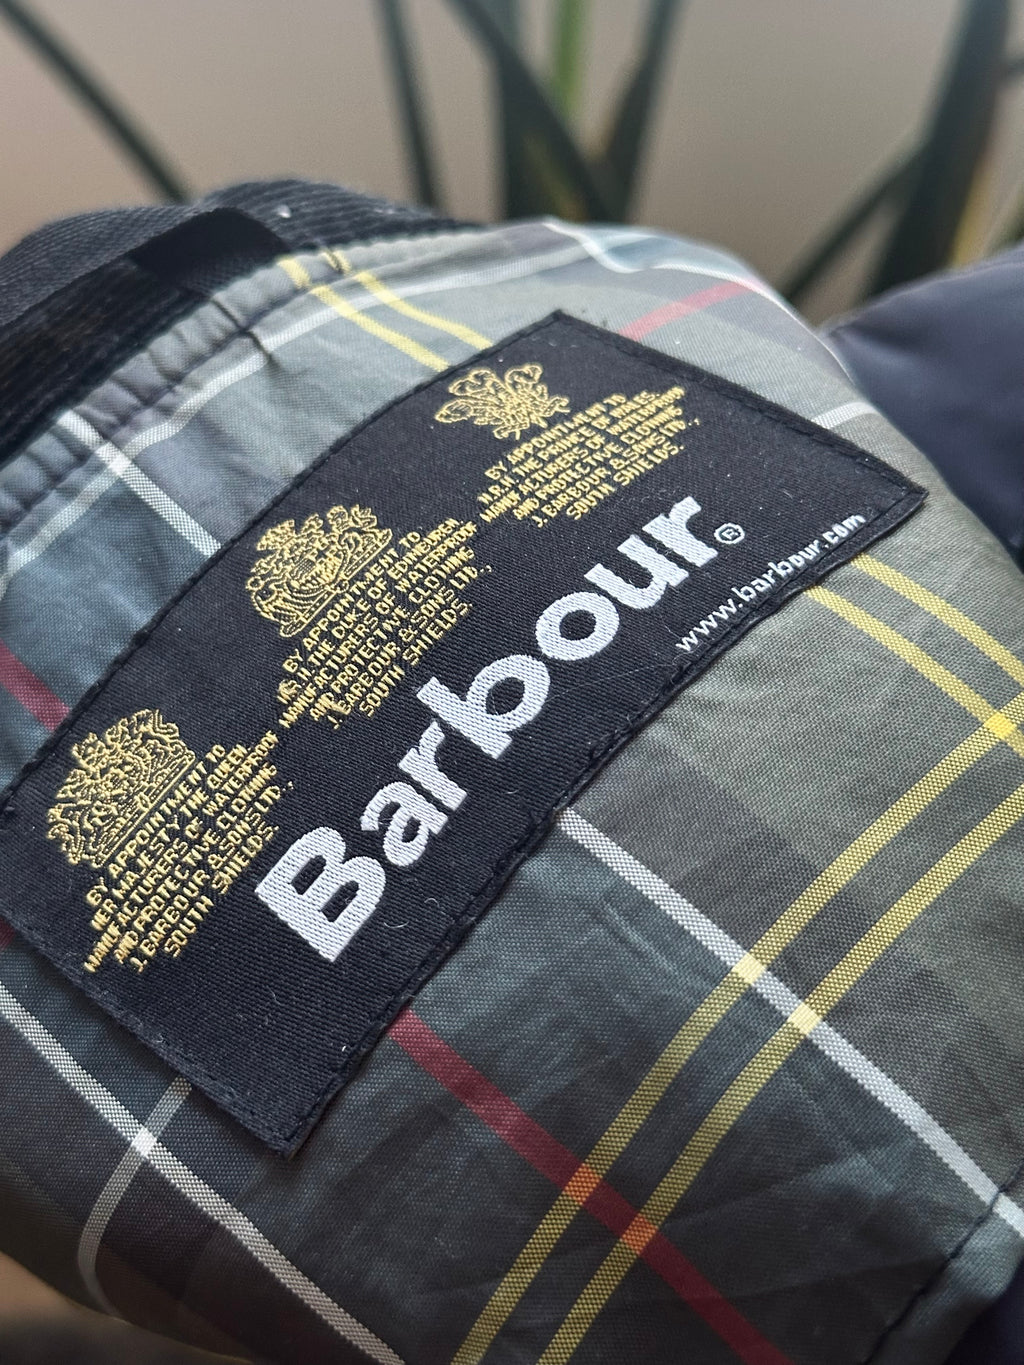 BY APPOINTMENT TO
HER MAJESTY THE QUEEN
MANUFACTURERS OF WATERPROOF
AND PROTECTIVE CLOTHING
J. BARBOUR & SONS LTD.,
SOUTH SHIELDS.
BY APPOINTMENT TO
H.R.H. THE DUKE OF EDINBURGH
MANUFACTURERS OF WATERPROOF
AND PROTECTIVE CLOTHING
J. BARBOUR & SONS LTD.,
SOUTH SHIELDS.
BY APPOINTMENT TO
H.R.H. THE PRINCE OF WALES
MANUFACTURERS OF WATERPROOF
AND PROTECTIVE CLOTHING
J. BARBOUR & SONS LTD.,
SOUTH SHIELDS.
Barbour®
www.barbour.com